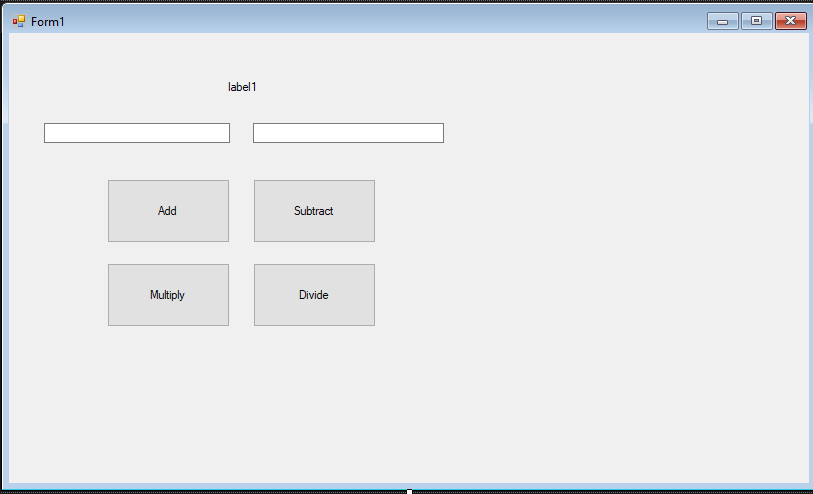 Form1
label1
Add
Subtract
Multiply
Divide